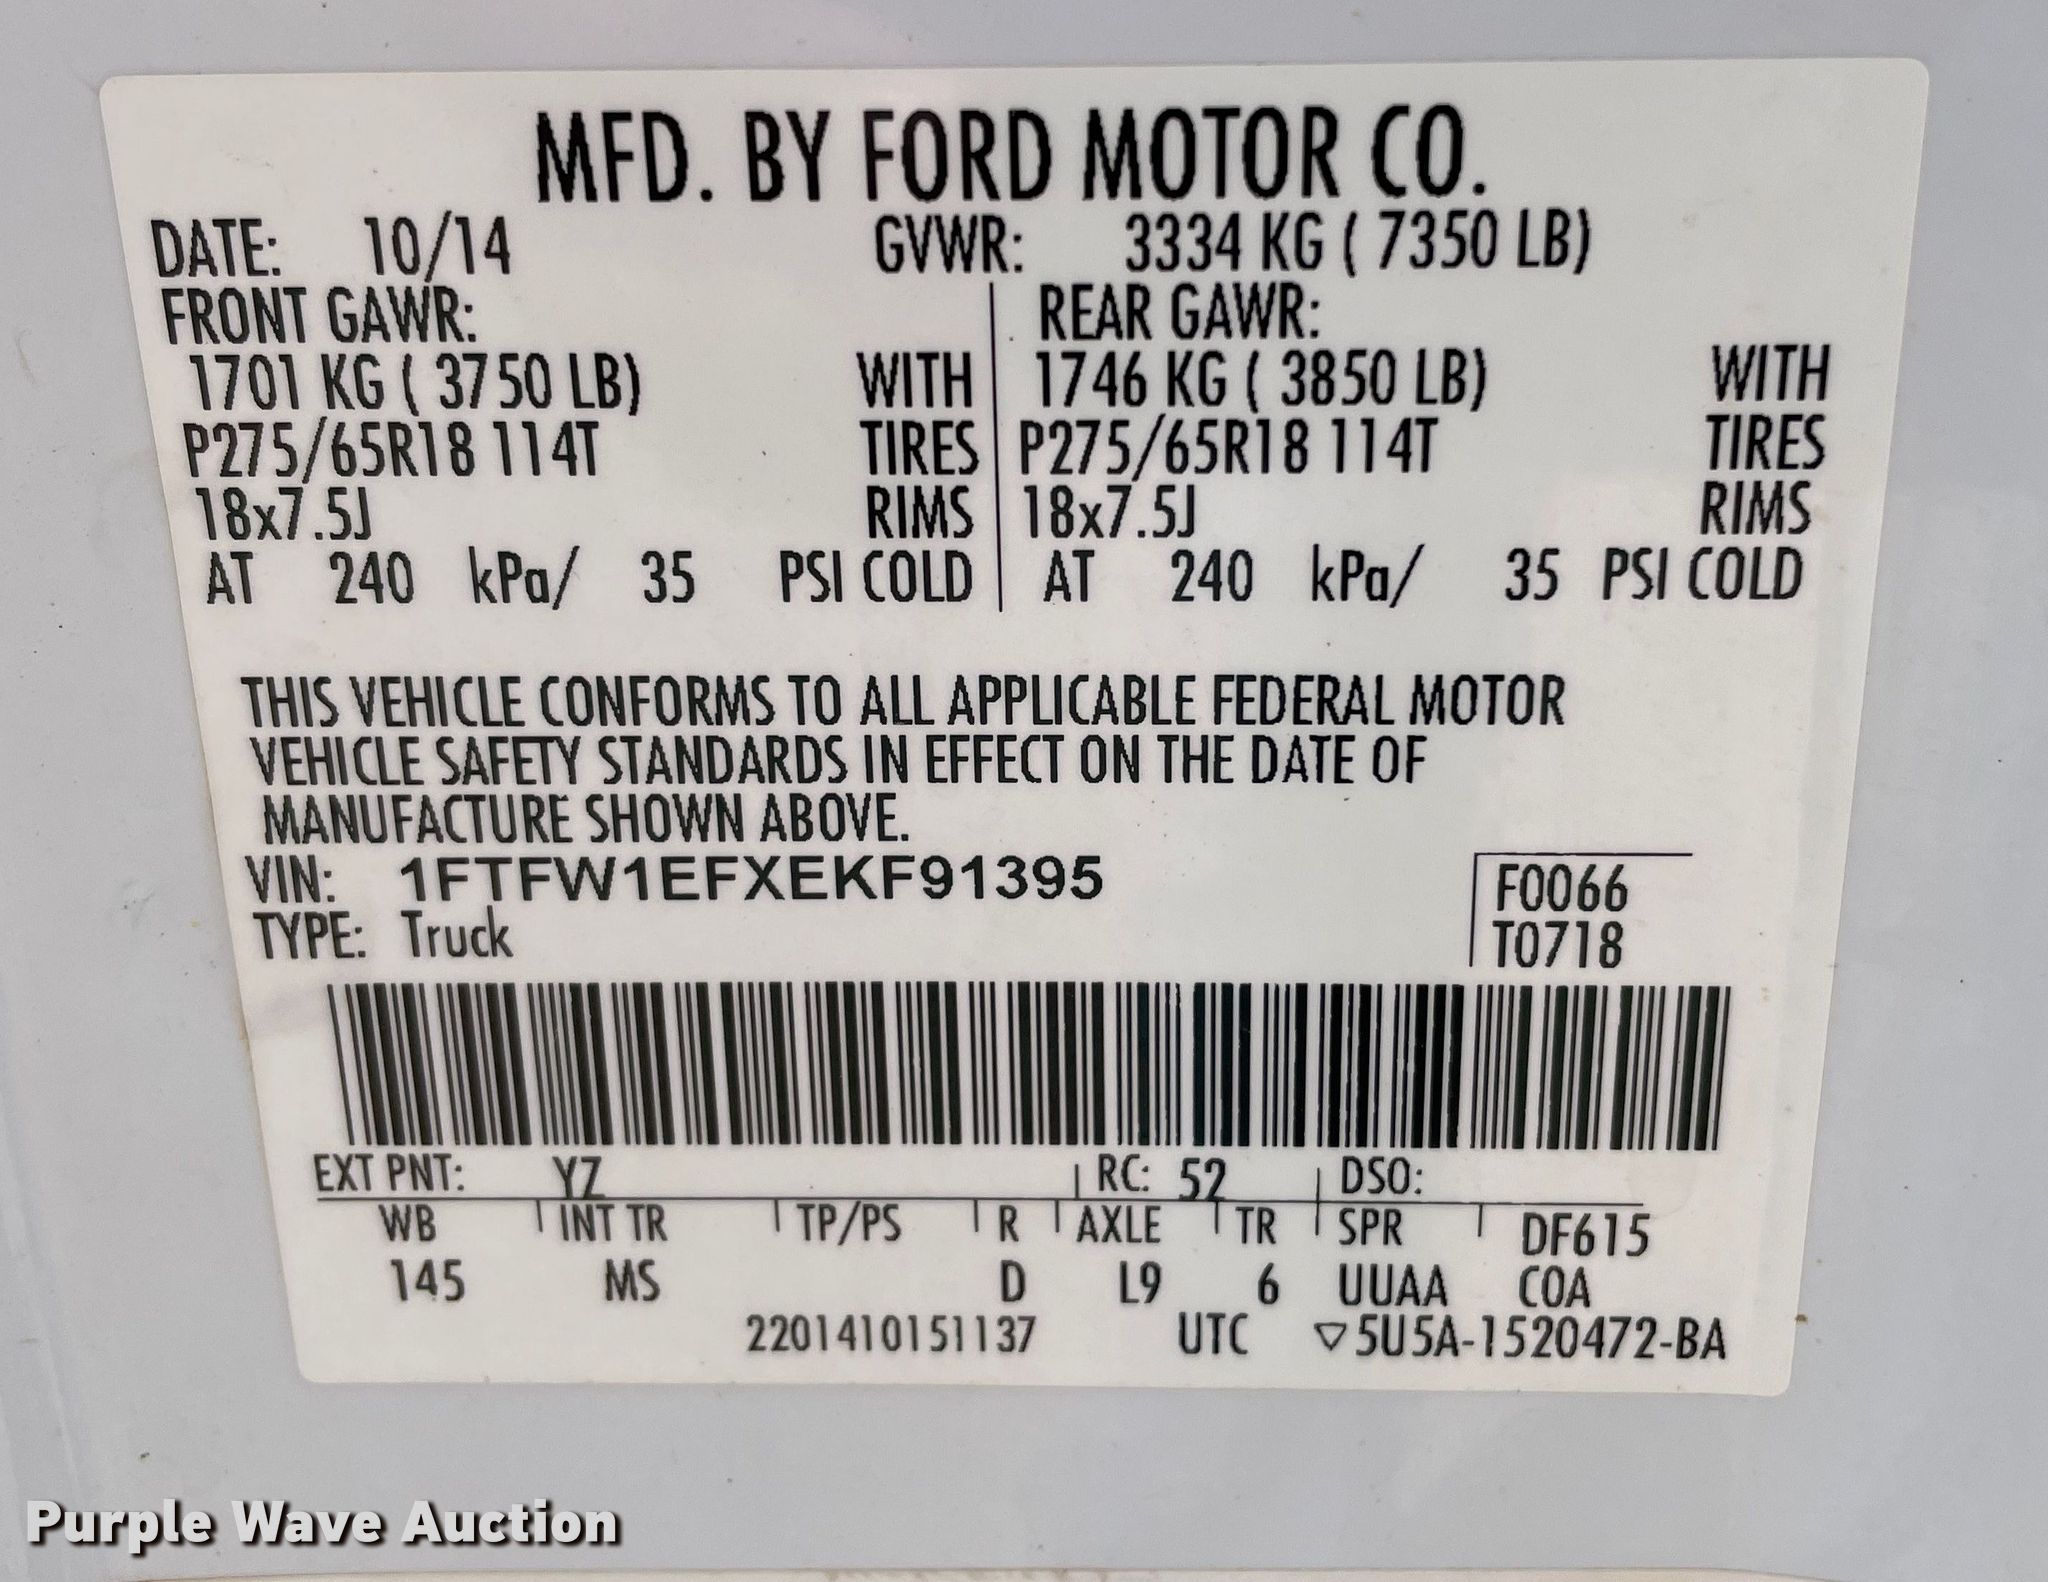 MFD. BY FORD MOTOR CO.
DATE: 10/14 GVWR: 3334 KG ( 7350 LB)
FRONT GAWR: REAR GAWR:
1701 KG ( 3750 LB) WITH 1746 KG ( 3850 LB) WITH
P275/65R18 114T TIRES P275/65R18 114T TIRES
18x7.5J RIMS 18x7.5J RIMS
AT 240 kPa/ 35 PSI COLD AT 240 kPa/ 35 PSI COLD
THIS VEHICLE CONFORMS TO ALL APPLICABLE FEDERAL MOTOR
VEHICLE SAFETY STANDARDS IN EFFECT ON THE DATE OF
MANUFACTURE SHOWN ABOVE.
VIN: 1FTFW1EFXEKF91395 F0066
TYPE: Truck T0718
EXT PNT: YZ RC: 52 DSO:
WB INT TR TP/PS R AXLE TR SPR DF615
145 MS D L9 6 UUAA COA
2201410151137 UTC ▽5U5A-1520472-BA
Purple Wave Auction